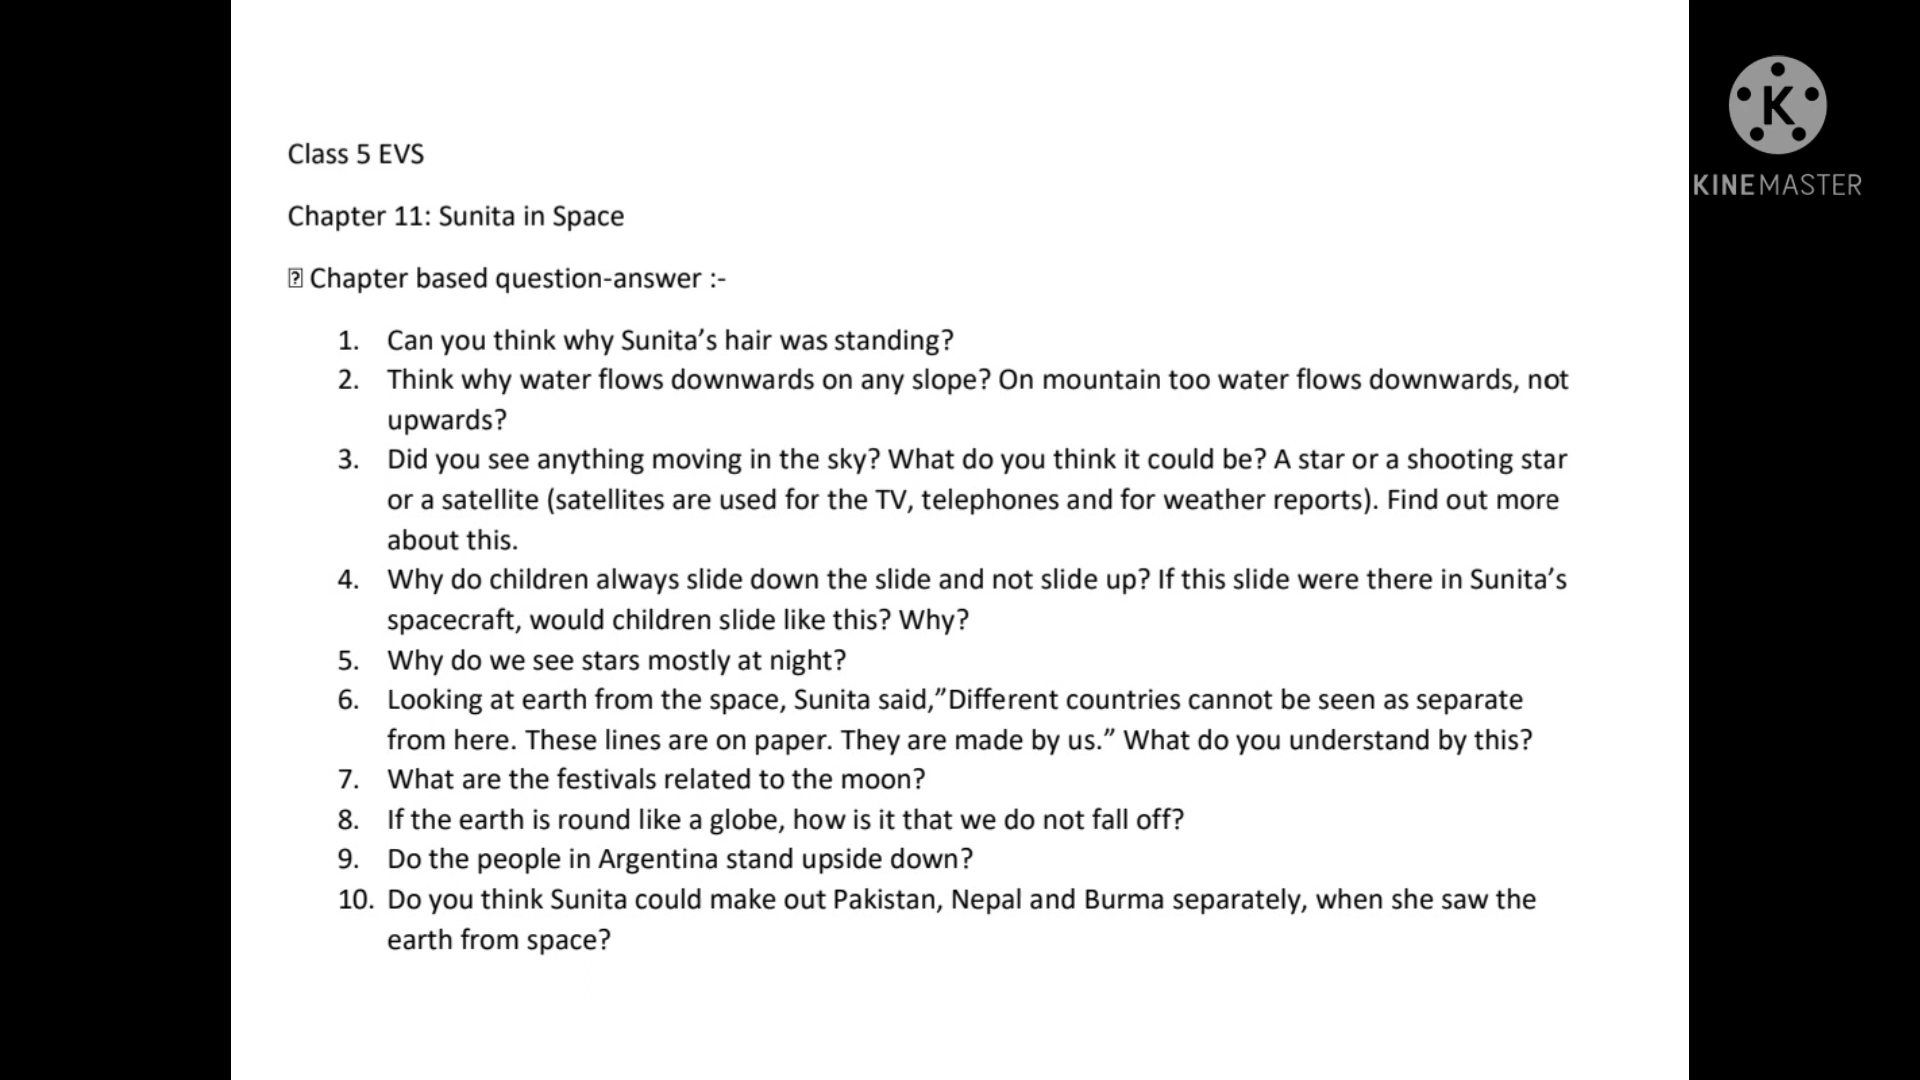 Class 5 EVS
K
KINEMASTER
Chapter 11: Sunita in Space
⍰ Chapter based question-answer :-
1. Can you think why Sunita’s hair was standing?
2. Think why water flows downwards on any slope? On mountain too water flows downwards, not
upwards?
3. Did you see anything moving in the sky? What do you think it could be? A star or a shooting star
or a satellite (satellites are used for the TV, telephones and for weather reports). Find out more
about this.
4. Why do children always slide down the slide and not slide up? If this slide were there in Sunita’s
spacecraft, would children slide like this? Why?
5. Why do we see stars mostly at night?
6. Looking at earth from the space, Sunita said,”Different countries cannot be seen as separate
from here. These lines are on paper. They are made by us.” What do you understand by this?
7. What are the festivals related to the moon?
8. If the earth is round like a globe, how is it that we do not fall off?
9. Do the people in Argentina stand upside down?
10. Do you think Sunita could make out Pakistan, Nepal and Burma separately, when she saw the
earth from space?